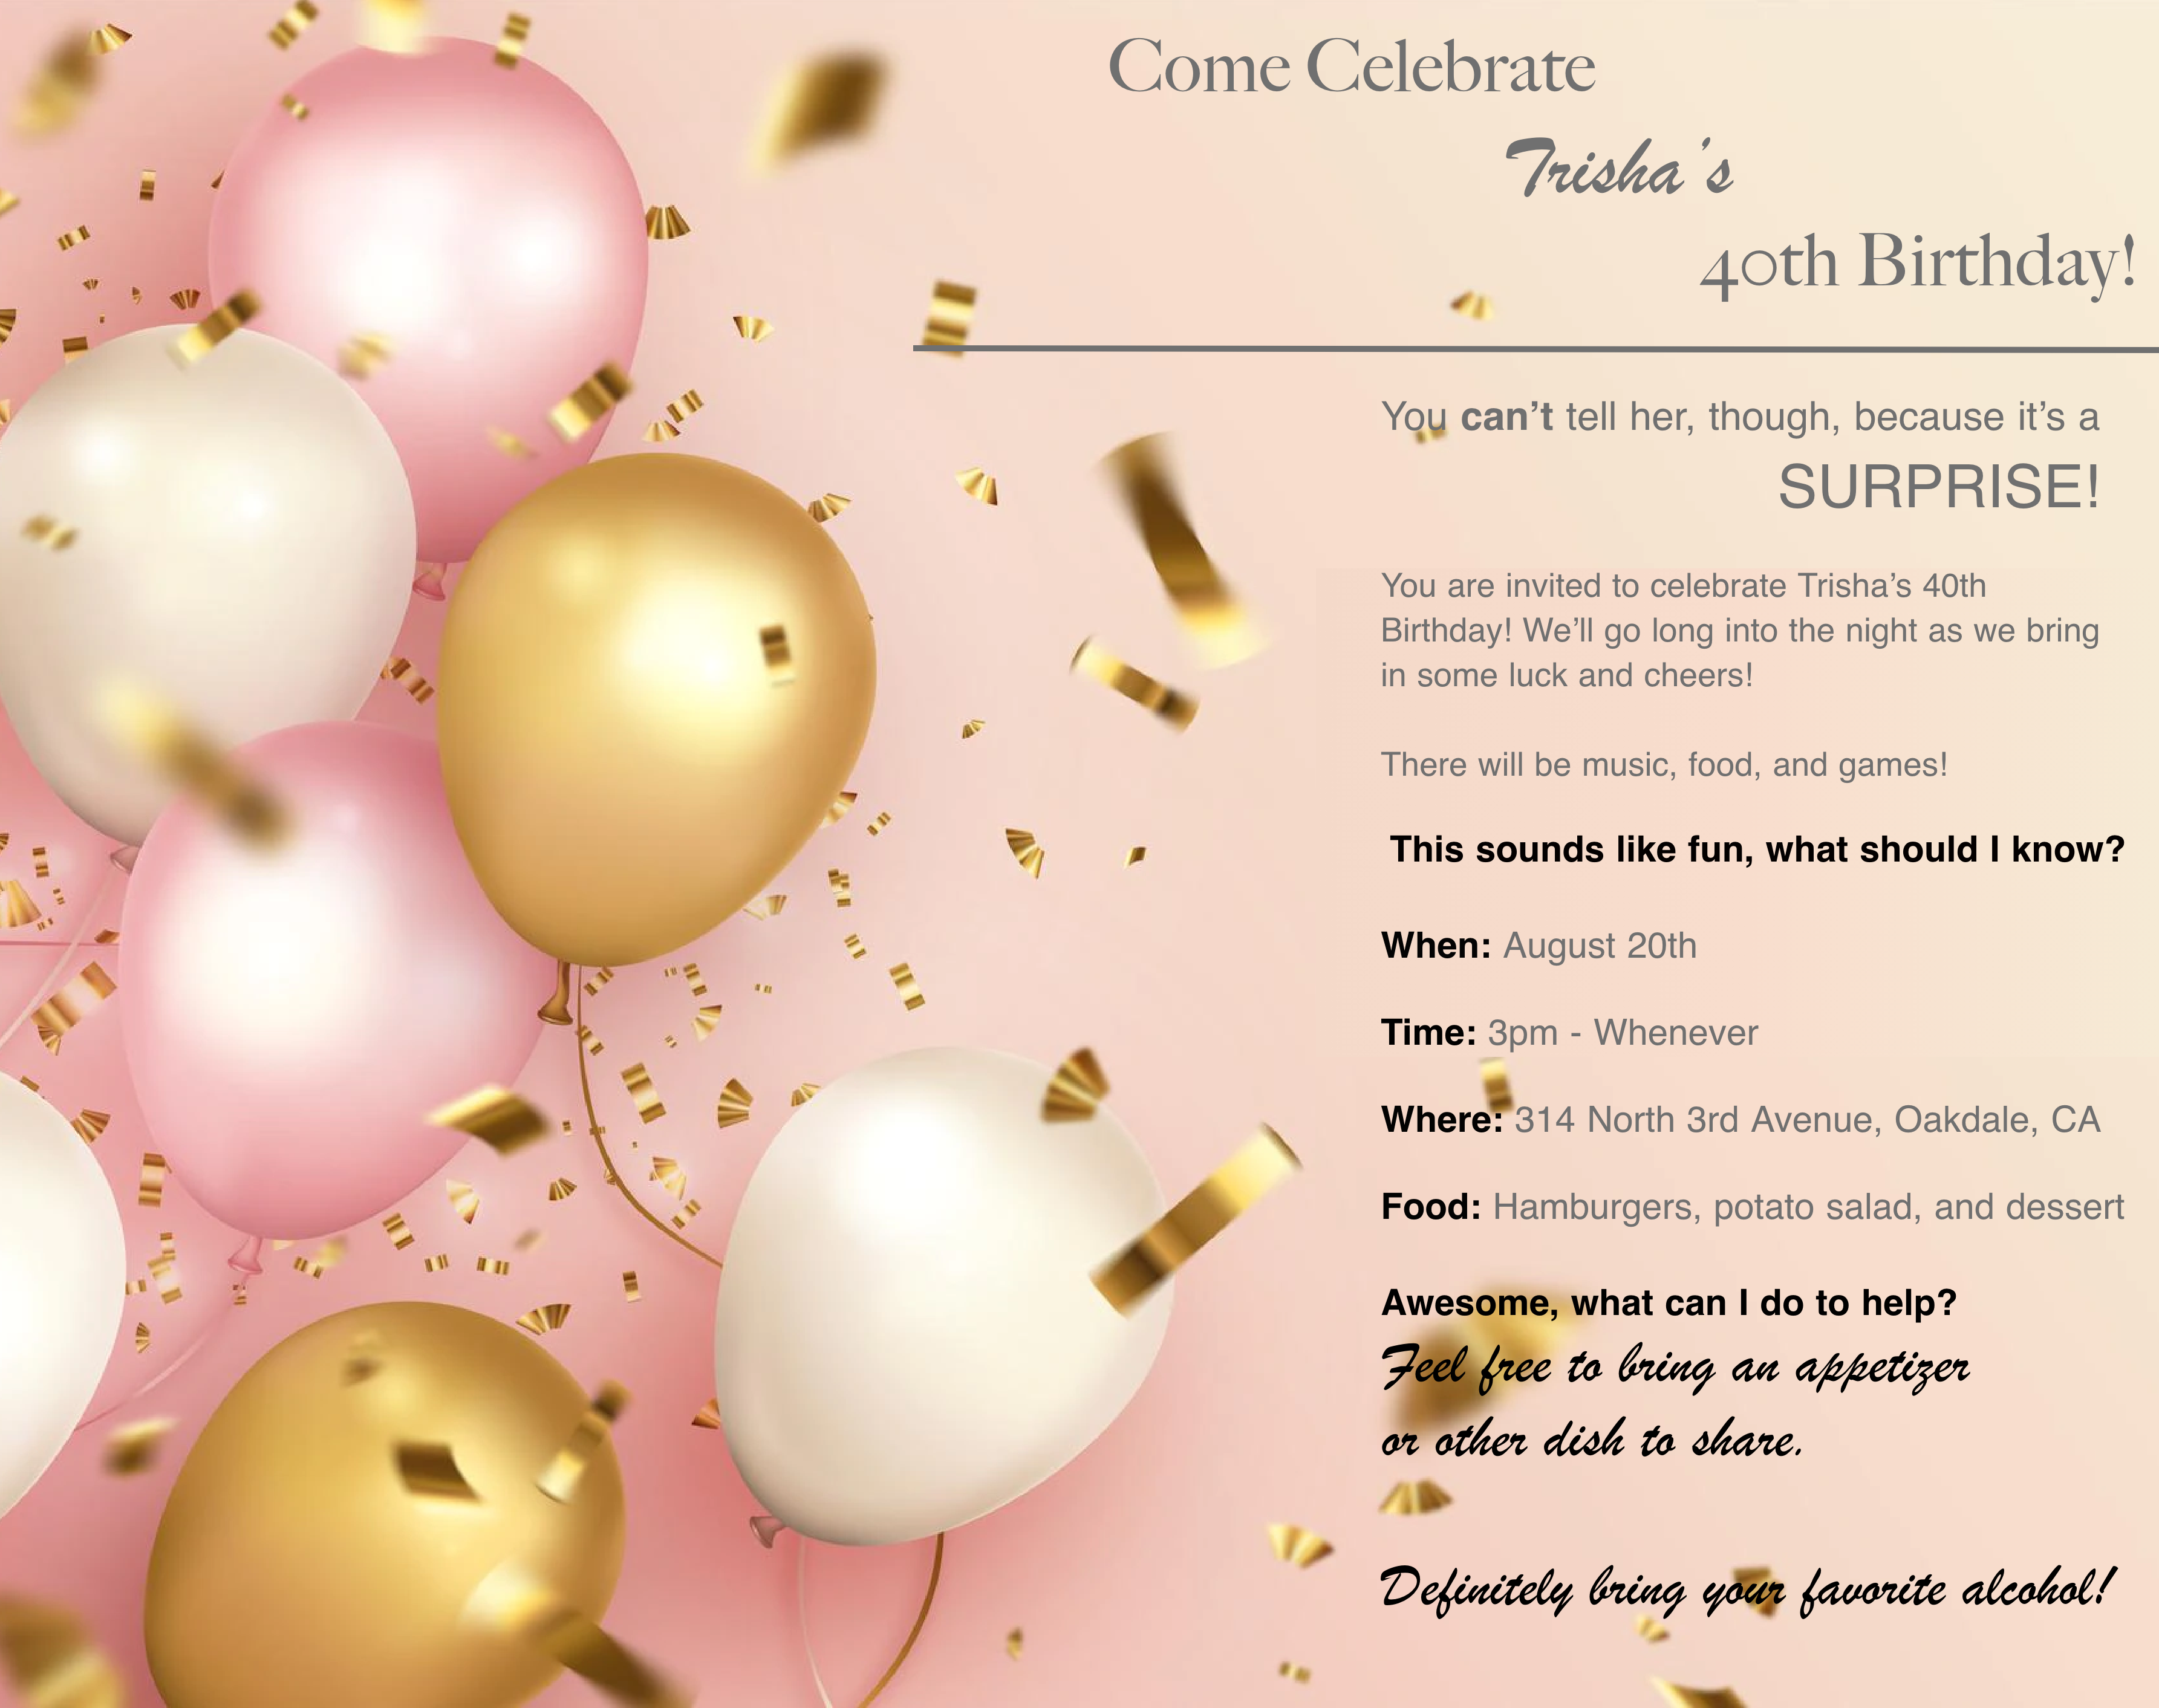 Come Celebrate
Trisha’s
40th Birthday!
You can’t tell her, though, because it’s a
SURPRISE!
You are invited to celebrate Trisha’s 40th
Birthday! We’ll go long into the night as we bring
in some luck and cheers!
There will be music, food, and games!
This sounds like fun, what should I know?
When: August 20th
Time: 3pm - Whenever
Where: 314 North 3rd Avenue, Oakdale, CA
Food: Hamburgers, potato salad, and dessert
Awesome, what can I do to help?
Feel free to bring an appetizer
or other dish to share.
Definitely bring your favorite alcohol!